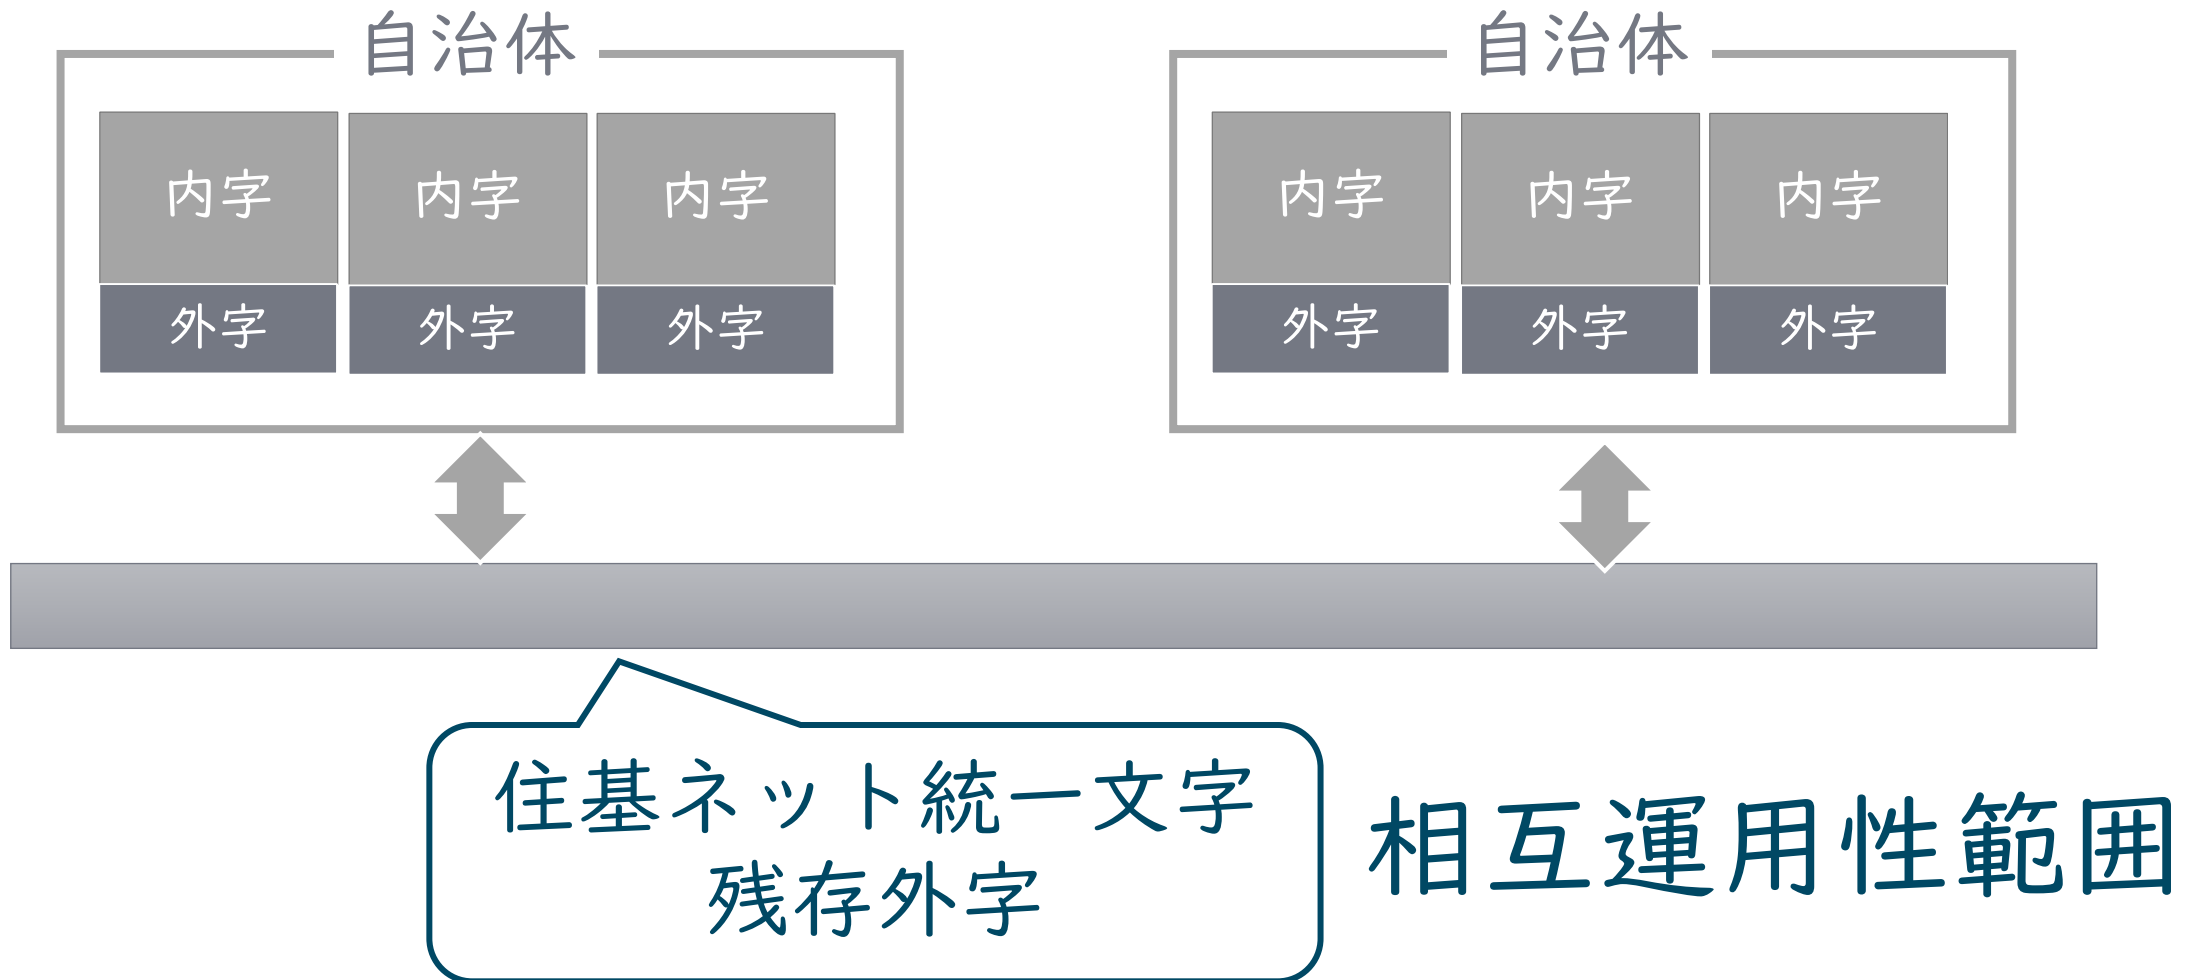 自治体
自治体
内字
内字
内字
外字
外字
外字
内字
内字
内字
外字
外字
外字
住基ネット統一文字
残存外字
相互運用性範囲